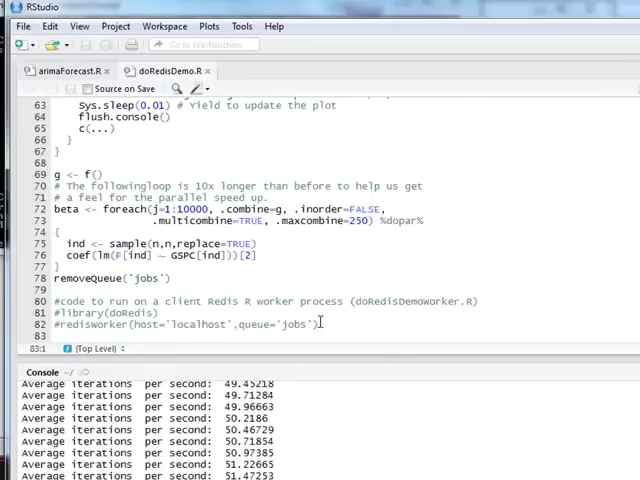 RStudio
File Edit View Project Workspace Plots Tools Help
Go to file/function
arimaForecast.R doRedisDemo.R
Source on Save
63 Sys.sleep(0.01) # Yield to update the plot
64 flush.console()
65 c(...)
66 }
67 }
68
69 g <- f()
70 # The followingloop is 10x longer than before to help us get
71 # a feel for the parallel speed up.
72 beta <- foreach(j=1:10000, .combine=g, .inorder=FALSE,
73 .multicombine=TRUE, .maxcombine=250) %dopar%
74 {
75 ind <- sample(n,n,replace=TRUE)
76 coef(lm(F[ind] ~ GSPC[ind]))[2]
77 }
78 removeQueue('jobs')
79
80 #code to run on a client Redis R worker process (doRedisDemoWorker.R)
81 #library(doRedis)
82 #redisWorker(host='localhost',queue='jobs')
83
83:1 (Top Level)
Console ~/
Average iterations per second: 49.45218
Average iterations per second: 49.71284
Average iterations per second: 49.96663
Average iterations per second: 50.2186
Average iterations per second: 50.46729
Average iterations per second: 50.71854
Average iterations per second: 50.97385
Average iterations per second: 51.22665
Average iterations per second: 51.47253